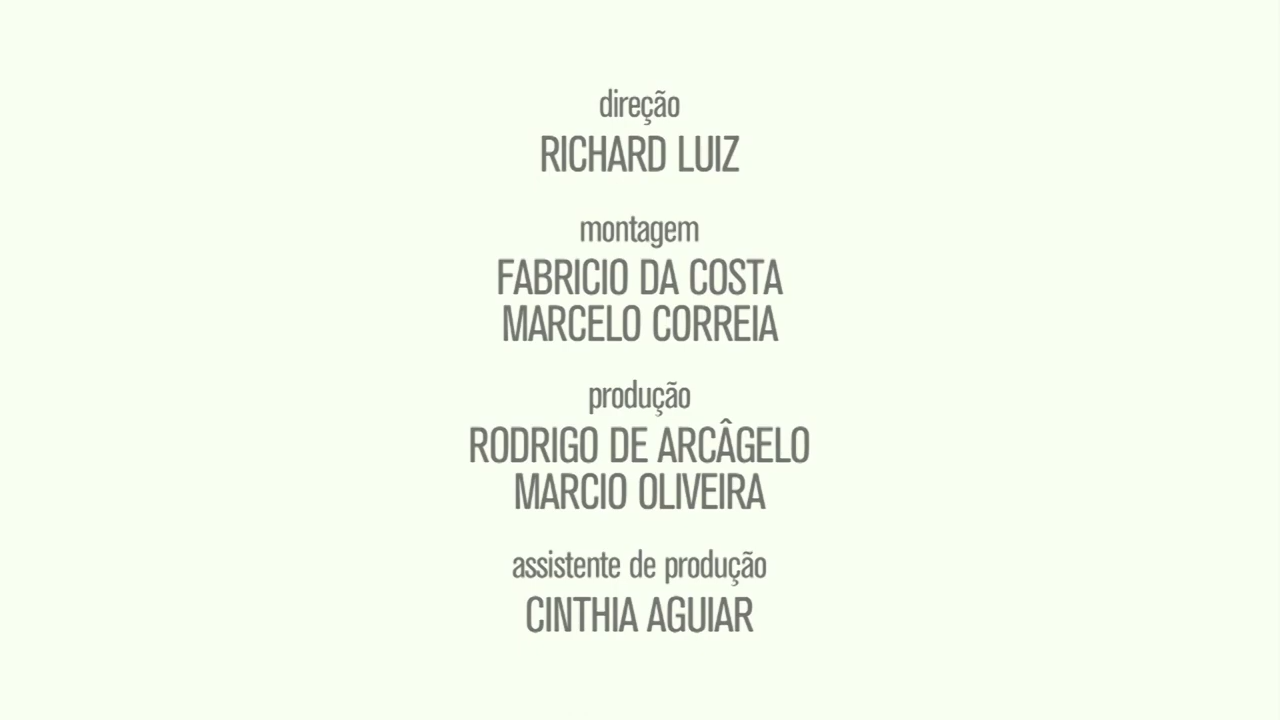 direção
RICHARD LUIZ
montagem
FABRICIO DA COSTA
MARCELO CORREIA
produção
RODRIGO DE ARCÂGELO
MARCIO OLIVEIRA
assistente de produção
CINTHIA AGUIAR